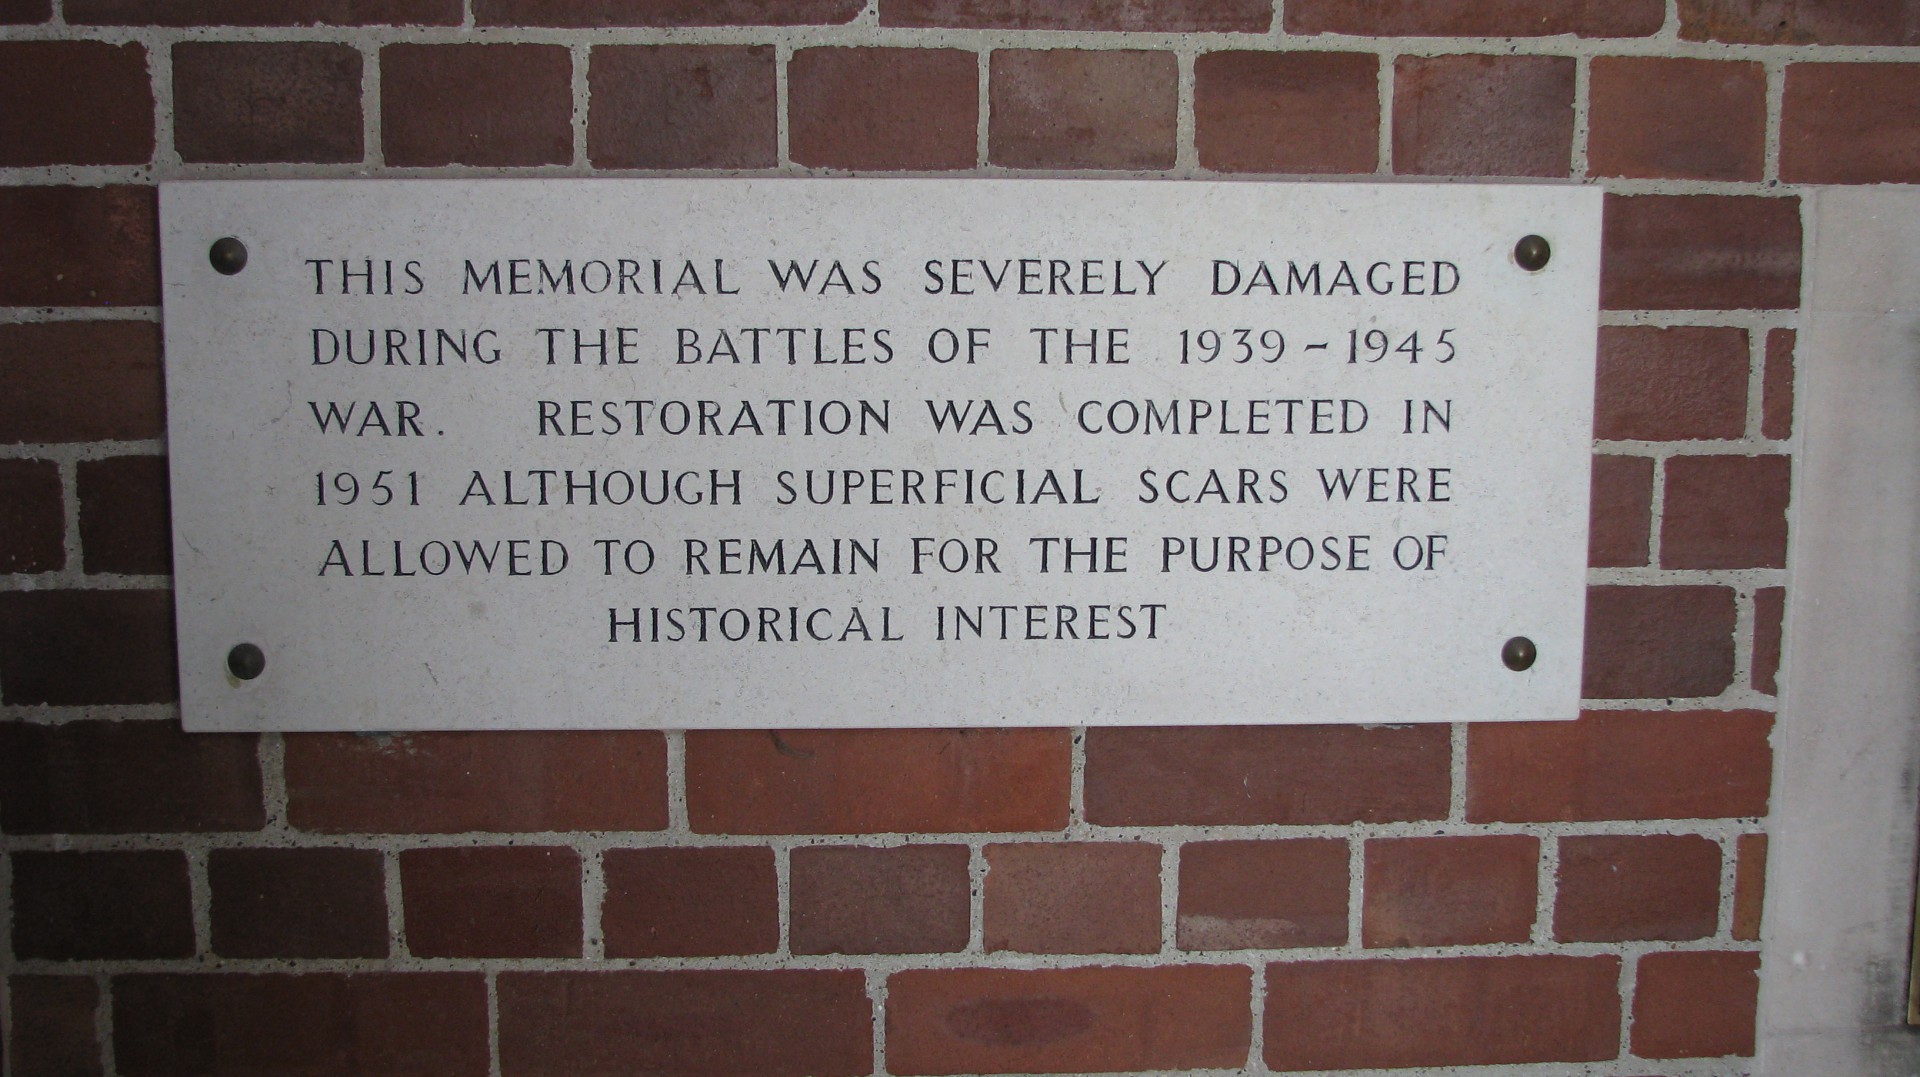 THIS MEMORIAL WAS SEVERELY DAMAGED
DURING THE BATTLES OF THE 1939 - 1945
WAR. RESTORATION WAS COMPLETED IN
1951 ALTHOUGH SUPERFICIAL SCARS WERE
ALLOWED TO REMAIN FOR THE PURPOSE OF
HISTORICAL INTEREST